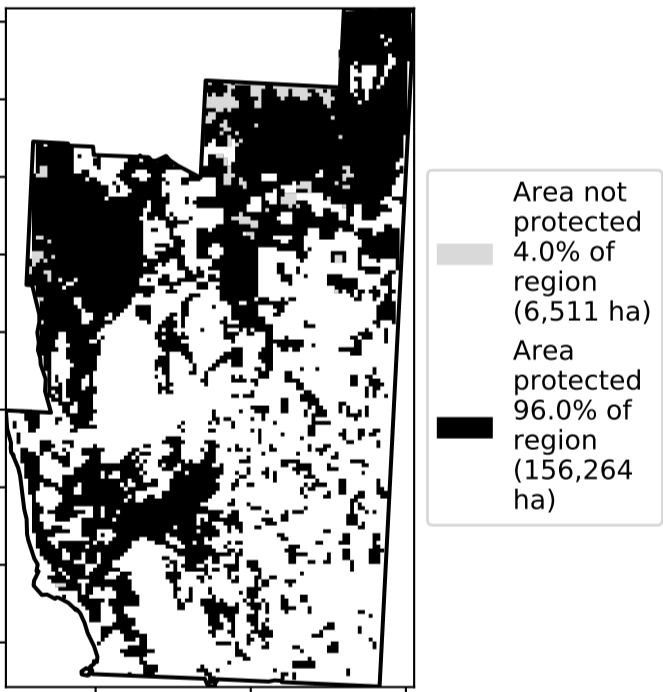 Area not
protected
4.0% of
region
(6,511 ha)
Area
protected
96.0% of
region
(156,264
ha)